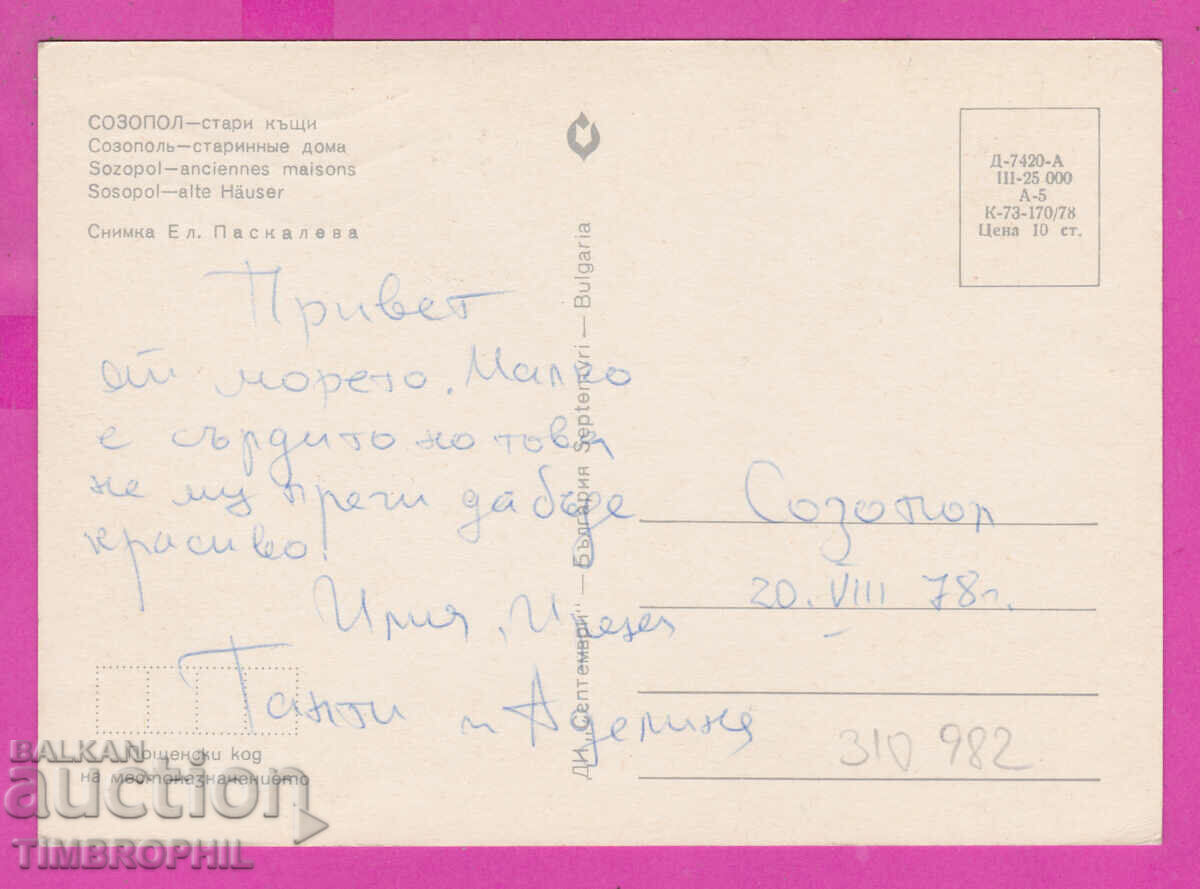 СОЗОПОЛ—стари къщи
Созополь—старинные дома
Sozopol—anciennes maisons
Sosopol—alte Häuser
Снимка Ел. Паскалева
Привет
от морето. Малко
е сърдито но това
не му пречи да бъде
красиво!
Илия,
Танти и Аделина
Пощенски код
на местоназначението
ДИ „Септември" — България Septemvri — Bulgaria
Д-7420-А
III-25 000
А-5
К-73-170/78
Цена 10 ст.
Созопол
20. VIII 78г.
310 982
BALKAN
auction
TIMBROPHIL